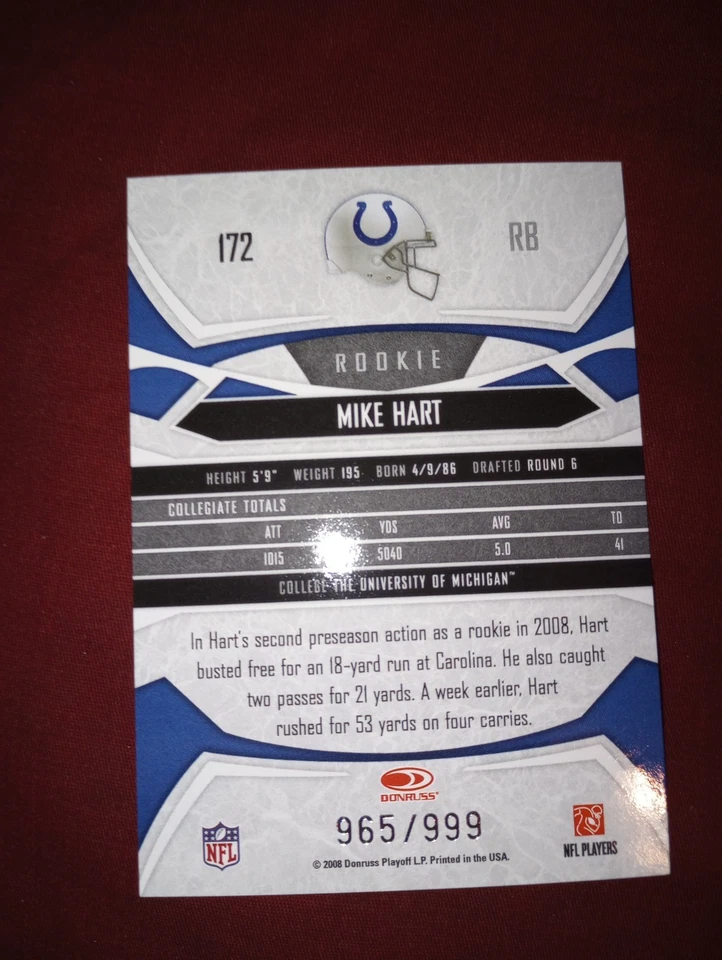 172 RB
ROOKIE
MIKE HART
HEIGHT 5'9" WEIGHT 195 BORN 4/9/86 DRAFTED ROUND 6
COLLEGIATE TOTALS
ATT YDS AVG TD
1015 5040 5.0 41
COLLEGE THE UNIVERSITY OF MICHIGAN™
In Hart's second preseason action as a rookie in 2008, Hart
busted free for an 18-yard run at Carolina. He also caught
two passes for 21 yards. A week earlier, Hart
rushed for 53 yards on four carries.
DONRUSS®
965/999
NFL
NFL PLAYERS
© 2008 Donruss Playoff L.P. Printed in the USA.